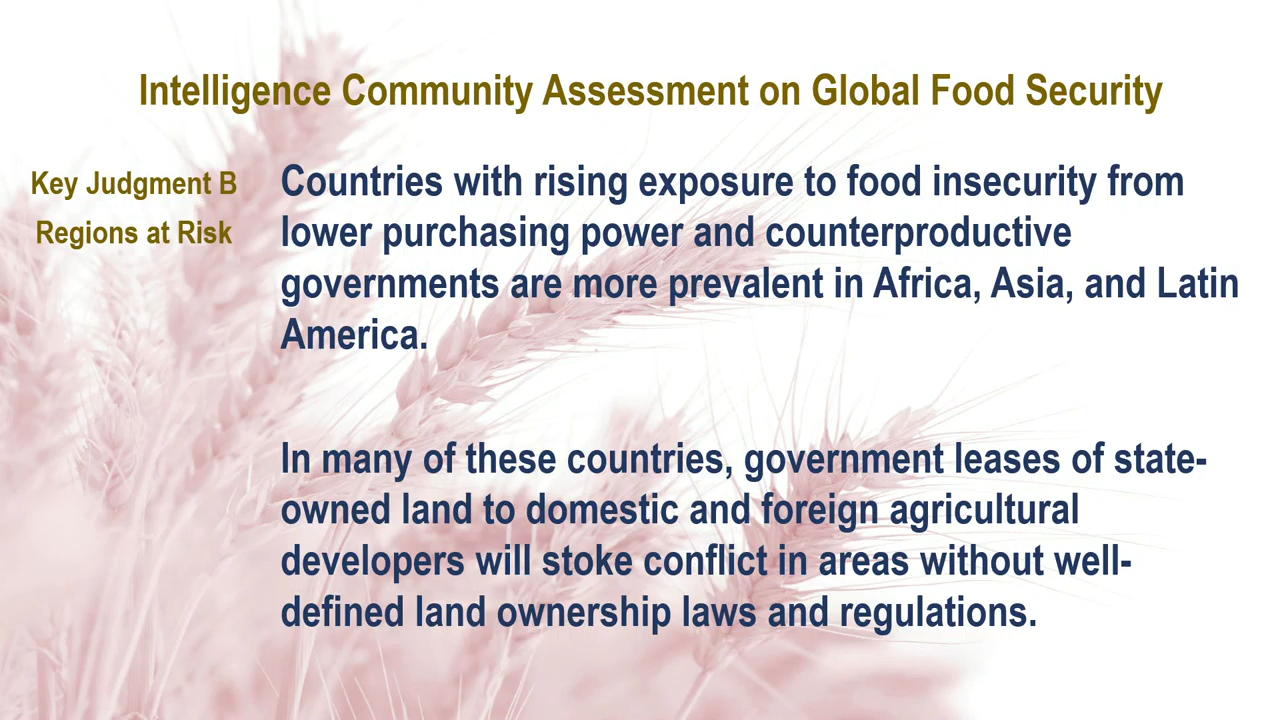 Intelligence Community Assessment on Global Food Security
Key Judgment B
Regions at Risk
Countries with rising exposure to food insecurity from
lower purchasing power and counterproductive
governments are more prevalent in Africa, Asia, and Latin
America.
In many of these countries, government leases of state-
owned land to domestic and foreign agricultural
developers will stoke conflict in areas without well-
defined land ownership laws and regulations.